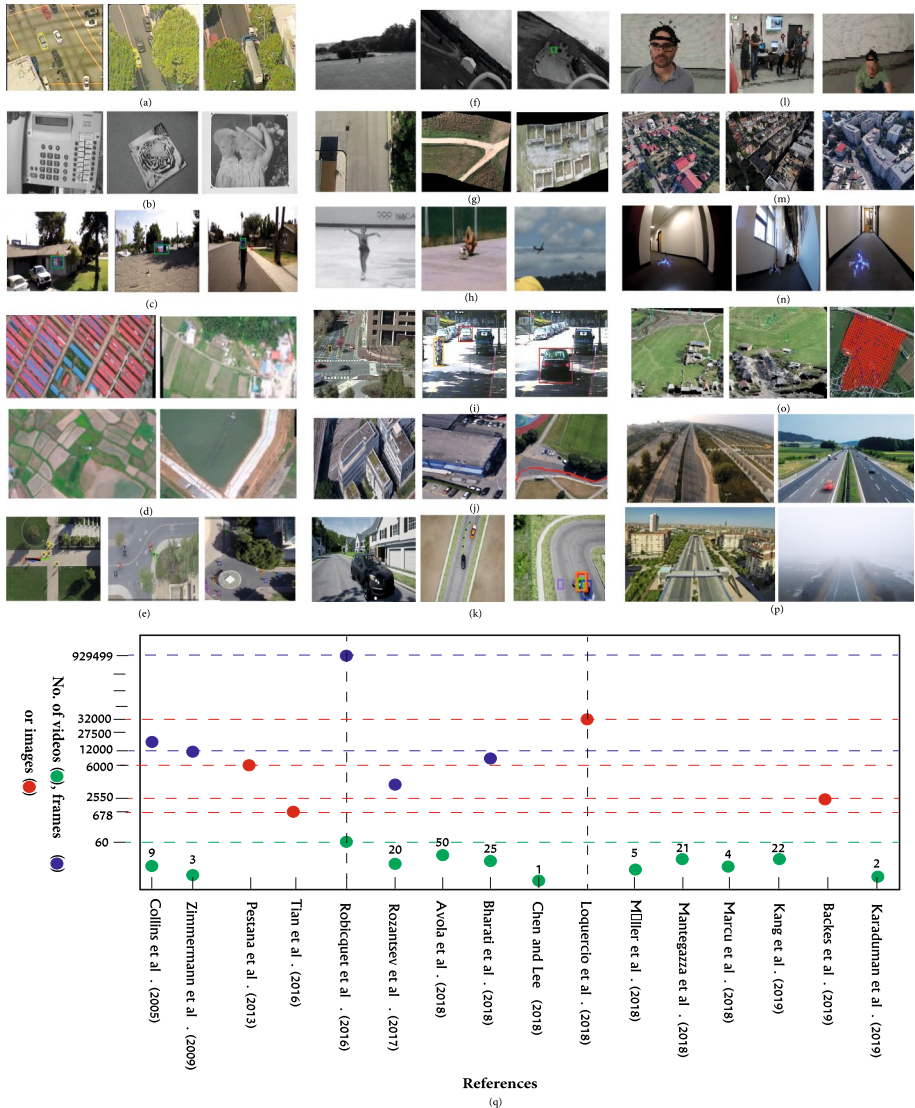 (a)
(f)
(l)
(b)
(g)
(m)
(c)
(h)
(n)
(i)
(o)
(d)
(j)
(e)
(k)
(p)
929499
32000
27500
12000
6000
2550
678
60
No. of videos (), frames ()
or images ()
9
3
20
50
25
1
5
21
4
22
2
Collins et al . (2005)
Zimmermann et al . (2009)
Pestana et al . (2013)
Tian et al . (2016)
Robicquet et al . (2016)
Rozantsev et al . (2017)
Avola et al . (2018)
Bharati et al . (2018)
Chen and Lee (2018)
Loquercio et al . (2018)
M▯ller et al . (2018)
Mantegazza et al . (2018)
Marcu et al . (2018)
Kang et al . (2019)
Backes et al . (2019)
Karaduman et al . (2019)
References
(q)